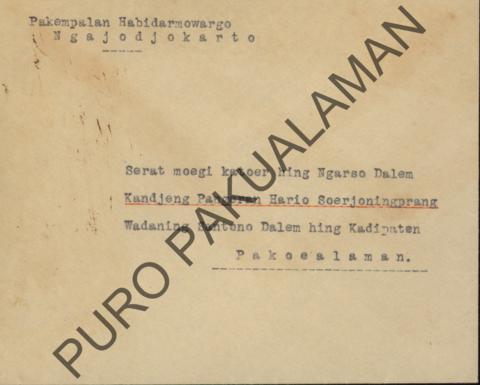 Pakempalan Habidarmowargo
Ngajodjokarto
Serat moegi katoer hing Ngarso Dalem
Kandjeng Pangeran Hario Soerjoningprang
Wadaning Sentono Dalem hing Kadipaten
Pakoealaman.
PURO PAKUALAMAN